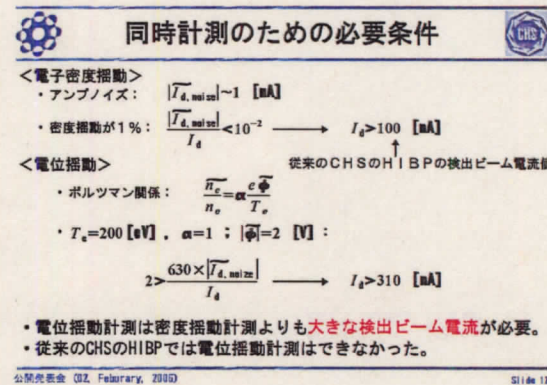 同時計測のための必要条件
CHS
＜電子密度揺動＞
・アンプノイズ： |Ĩd,noise|~1 [nA]
・密度揺動が１％： |Ĩd,noise|/Id<10⁻² → Id>100 [nA]
↑
従来のＣＨＳのＨＩＢＰの検出ビーム電流値
＜電位揺動＞
・ボルツマン関係： ñe/ne=α eφ̃/Te
・Te=200 [eV] , α=1 ; |φ̃|=2 [V] :
2>630×|Ĩd,noise|/Id → Id>310 [nA]
・電位揺動計測は密度揺動計測よりも大きな検出ビーム電流が必要。
・従来のCHSのHIBPでは電位揺動計測はできなかった。
公開発表会 (02, Feburary, 2006)
Slide